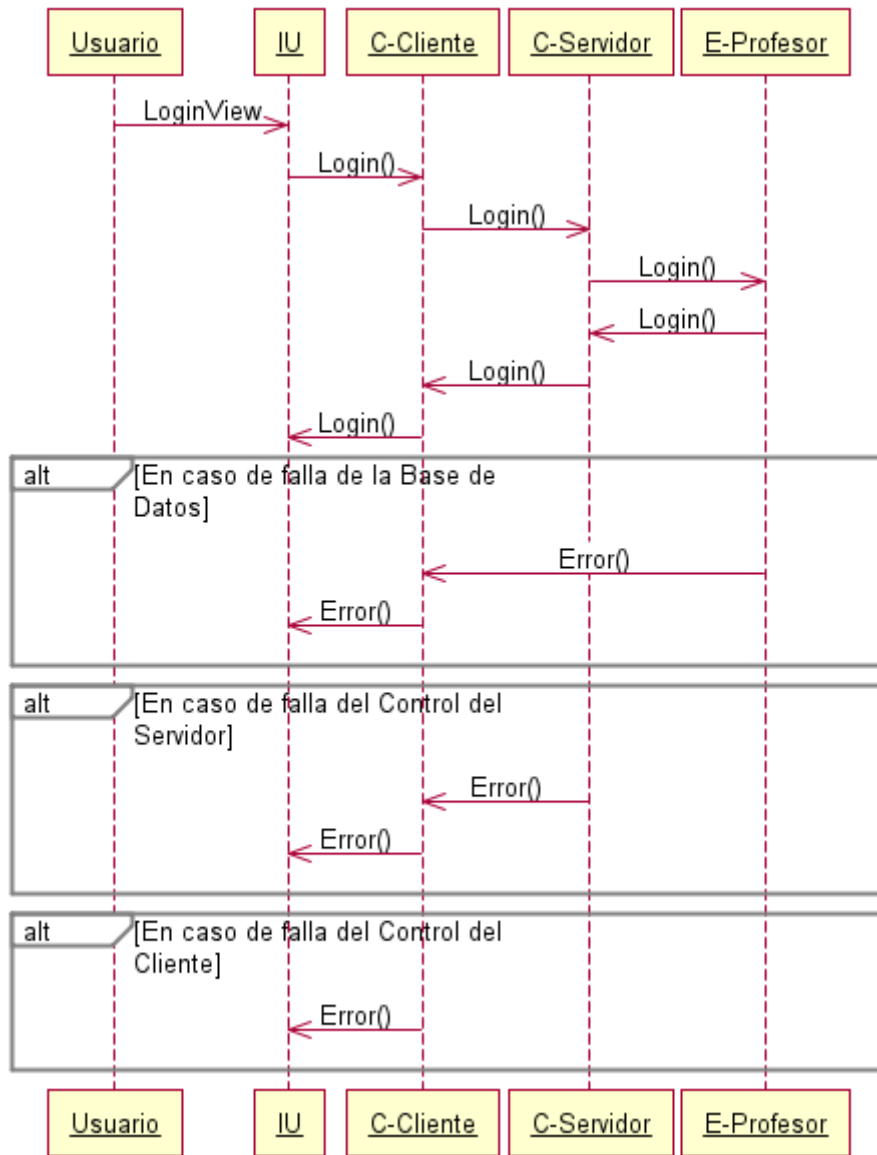 Usuario IU C-Cliente C-Servidor E-Profesor
LoginView
Login()
Login()
Login()
Login()
Login()
Login()
alt [En caso de falla de la Base de
Datos]
Error()
Error()
alt [En caso de falla del Control del
Servidor]
Error()
Error()
alt [En caso de falla del Control del
Cliente]
Error()
Usuario IU C-Cliente C-Servidor E-Profesor